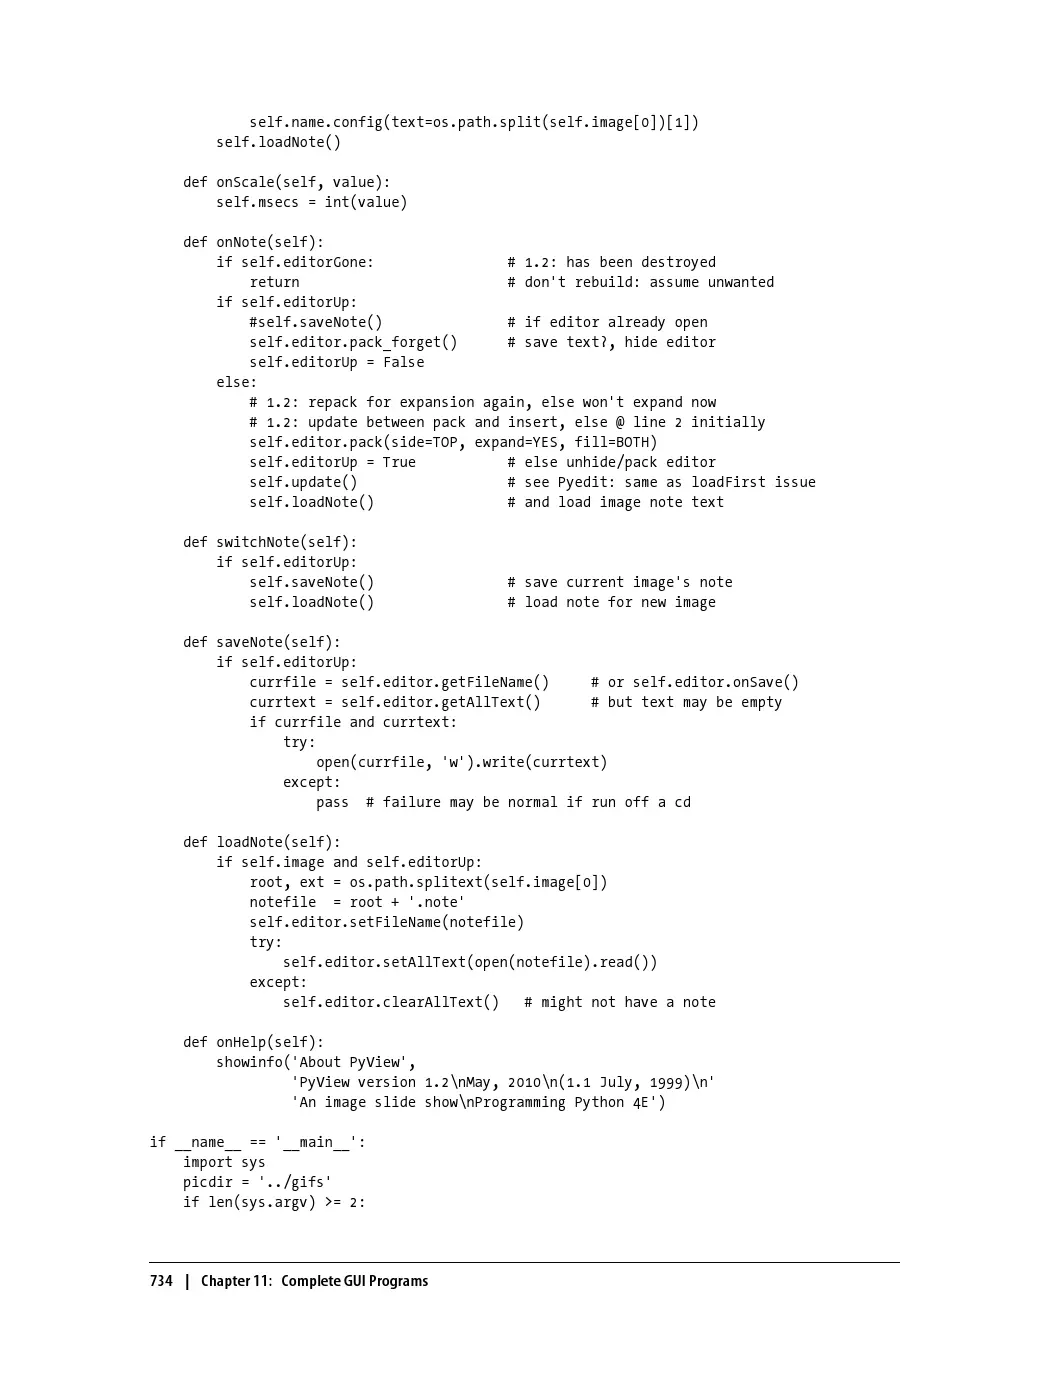 self.name.config(text=os.path.split(self.image[0])[1])
        self.loadNote()

    def onScale(self, value):
        self.msecs = int(value)

    def onNote(self):
        if self.editorGone:                # 1.2: has been destroyed
            return                         # don't rebuild: assume unwanted
        if self.editorUp:
            #self.saveNote()               # if editor already open
            self.editor.pack_forget()      # save text?, hide editor
            self.editorUp = False
        else:
            # 1.2: repack for expansion again, else won't expand now
            # 1.2: update between pack and insert, else @ line 2 initially
            self.editor.pack(side=TOP, expand=YES, fill=BOTH)
            self.editorUp = True           # else unhide/pack editor
            self.update()                  # see Pyedit: same as loadFirst issue
            self.loadNote()                # and load image note text

    def switchNote(self):
        if self.editorUp:
            self.saveNote()                # save current image's note
            self.loadNote()                # load note for new image

    def saveNote(self):
        if self.editorUp:
            currfile = self.editor.getFileName()     # or self.editor.onSave()
            currtext = self.editor.getAllText()      # but text may be empty
            if currfile and currtext:
                try:
                    open(currfile, 'w').write(currtext)
                except:
                    pass  # failure may be normal if run off a cd

    def loadNote(self):
        if self.image and self.editorUp:
            root, ext = os.path.splitext(self.image[0])
            notefile  = root + '.note'
            self.editor.setFileName(notefile)
            try:
                self.editor.setAllText(open(notefile).read())
            except:
                self.editor.clearAllText()   # might not have a note

    def onHelp(self):
        showinfo('About PyView',
                 'PyView version 1.2\nMay, 2010\n(1.1 July, 1999)\n'
                 'An image slide show\nProgramming Python 4E')

if __name__ == '__main__':
    import sys
    picdir = '../gifs'
    if len(sys.argv) >= 2:

734 | Chapter 11: Complete GUI Programs